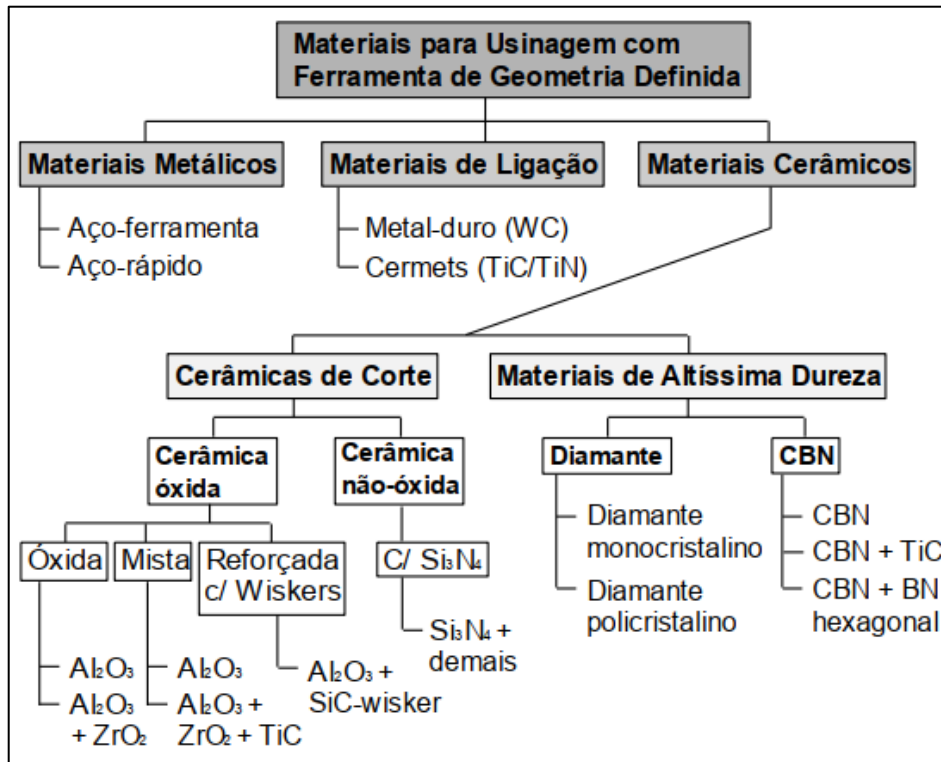 Materiais para Usinagem com
Ferramenta de Geometria Definida
Materiais Metálicos
Aço-ferramenta
Aço-rápido
Materiais de Ligação
Metal-duro (WC)
Cermets (TiC/TiN)
Materiais Cerâmicos
Cerâmicas de Corte
Cerâmica
óxida
Óxida
Al₂O₃
Al₂O₃
+ ZrO₂
Mista
Al₂O₃
Al₂O₃ +
ZrO₂ + TiC
Reforçada
c/ Wiskers
Al₂O₃ +
SiC-wisker
Cerâmica
não-óxida
C/ Si₃N₄
Si₃N₄ +
demais
Materiais de Altíssima Dureza
Diamante
Diamante
monocristalino
Diamante
policristalino
CBN
CBN
CBN + TiC
CBN + BN
hexagonal